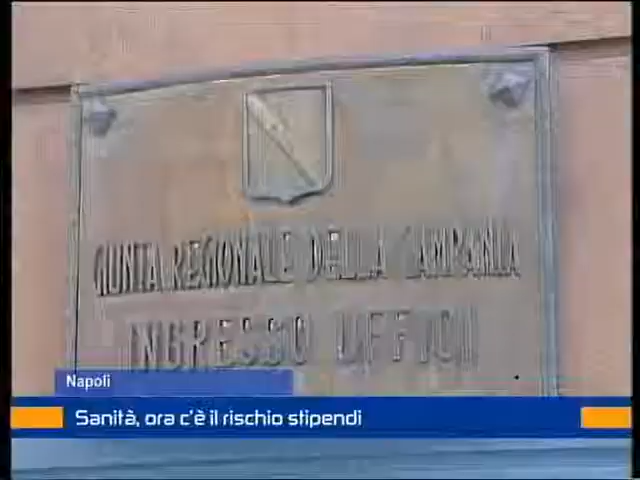 GIUNTA REGIONALE DELLA CAMPANIA
INGRESSO UFFICI
Napoli
Sanità, ora c'è il rischio stipendi